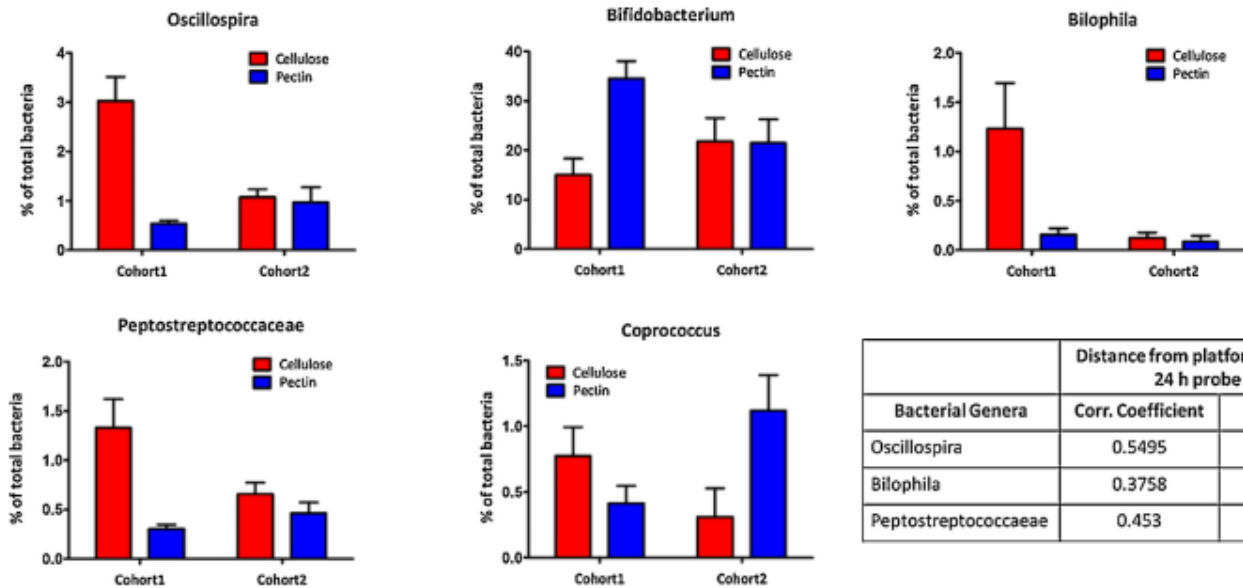 Oscillospira
% of total bacteria
4
3
2
1
0
Cellulose
Pectin
Cohort1
Cohort2
Bifidobacterium
% of total bacteria
40
30
20
10
0
Cellulose
Pectin
Cohort1
Cohort2
Bilophila
% of total bacteria
2.0
1.5
1.0
0.5
0.0
Cellulose
Pectin
Cohort1
Cohort2
Peptostreptococcaceae
% of total bacteria
2.0
1.5
1.0
0.5
0.0
Cellulose
Pectin
Cohort1
Cohort2
Coprococcus
% of total bacteria
1.5
1.0
0.5
0.0
Cellulose
Pectin
Cohort1
Cohort2
Distance from platfor
24 h probe
Bacterial Genera Corr. Coefficient
Oscillospira 0.5495
Bilophila 0.3758
Peptostreptoccaeae 0.453